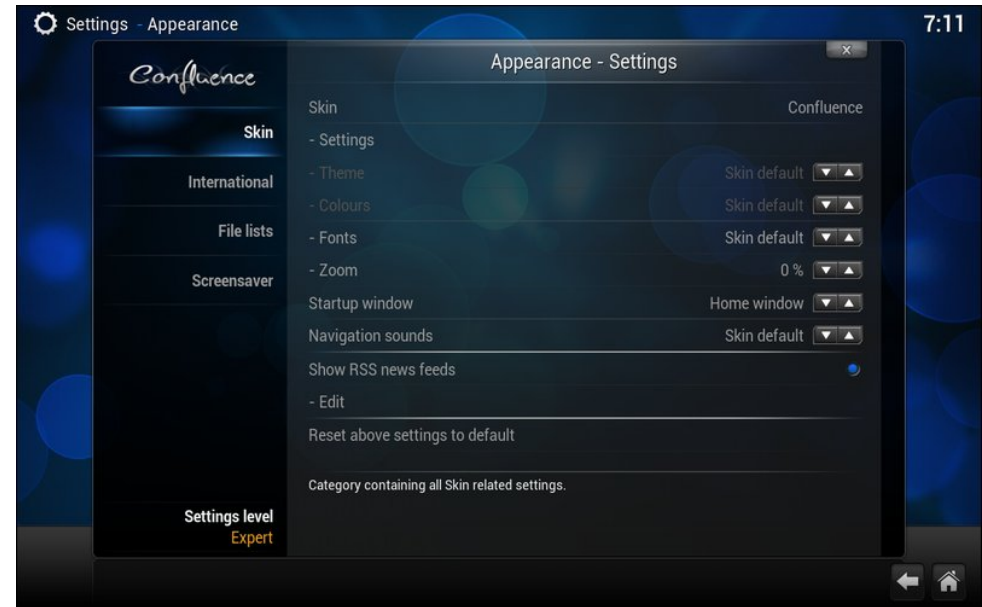 Settings - Appearance
7:11
Confluence
Appearance - Settings
x
Skin
International
File lists
Screensaver
Settings level
Expert
Skin Confluence
- Settings
- Theme Skin default
- Colours Skin default
- Fonts Skin default
- Zoom 0 %
Startup window Home window
Navigation sounds Skin default
Show RSS news feeds
- Edit
Reset above settings to default
Category containing all Skin related settings.